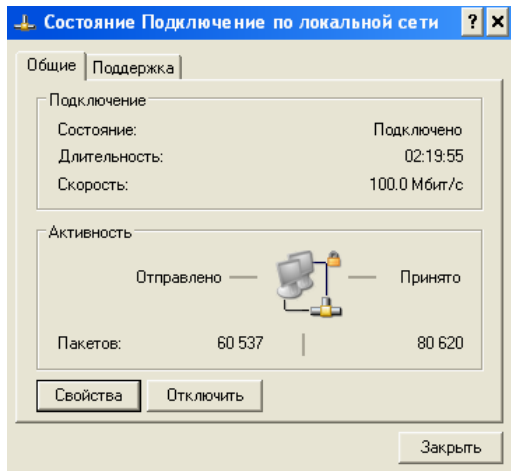 Состояние Подключение по локальной сети
Общие Поддержка
Подключение
Состояние: Подключено
Длительность: 02:19:55
Скорость: 100.0 Мбит/с
Активность
Отправлено — — Принято
Пакетов: 60 537 | 80 620
Свойства Отключить
Закрыть